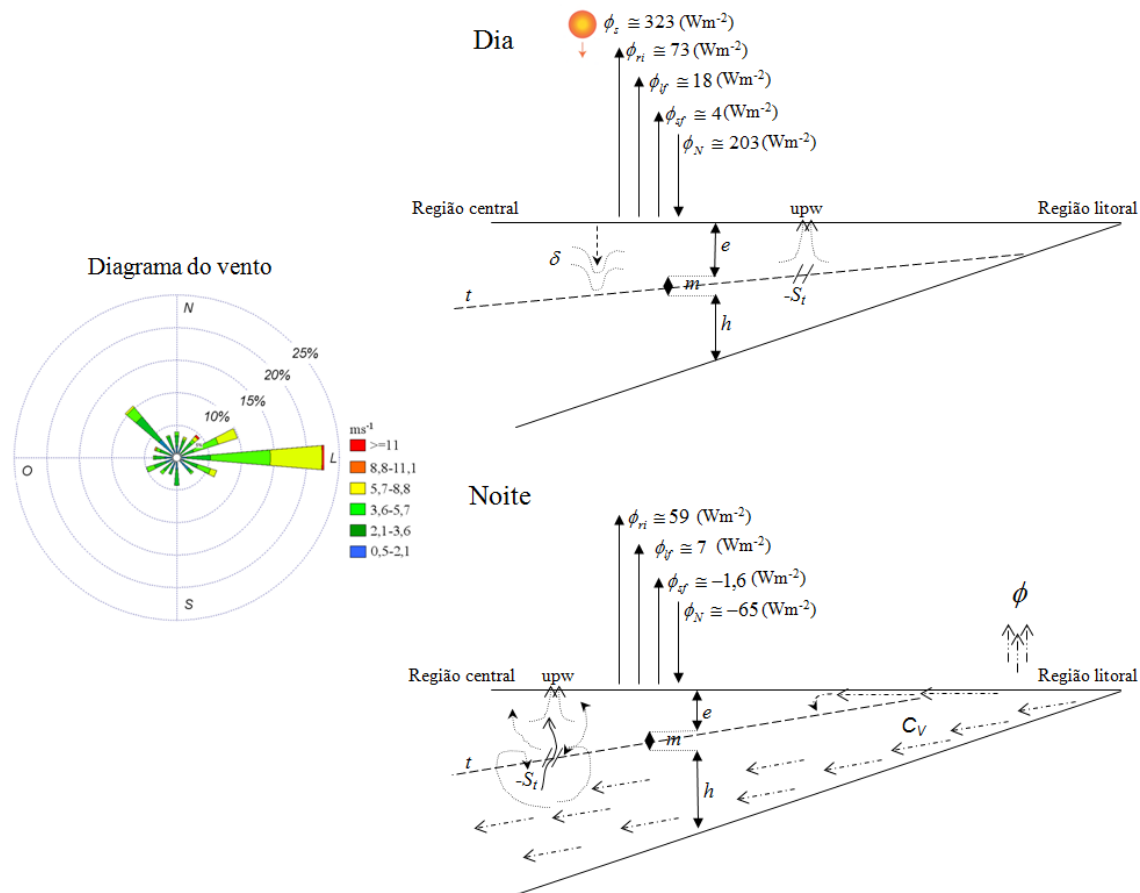 Dia
ϕs ≅ 323 (Wm-2)
ϕri ≅ 73 (Wm-2)
ϕlf ≅ 18 (Wm-2)
ϕsf ≅ 4 (Wm-2)
ϕN ≅ 203 (Wm-2)
Região central
upw
Região litoral
e
δ
m
-St
t
h
Diagrama do vento
N
25%
20%
15%
10%
L
O
S
ms-1
>=11
8,8-11,1
5,7-8,8
3,6-5,7
2,1-3,6
0,5-2,1
Noite
ϕri ≅ 59 (Wm-2)
ϕlf ≅ 7 (Wm-2)
ϕsf ≅ −1,6 (Wm-2)
ϕN ≅ −65 (Wm-2)
ϕ
Região central
upw
Região litoral
e
CV
m
t
-St
h